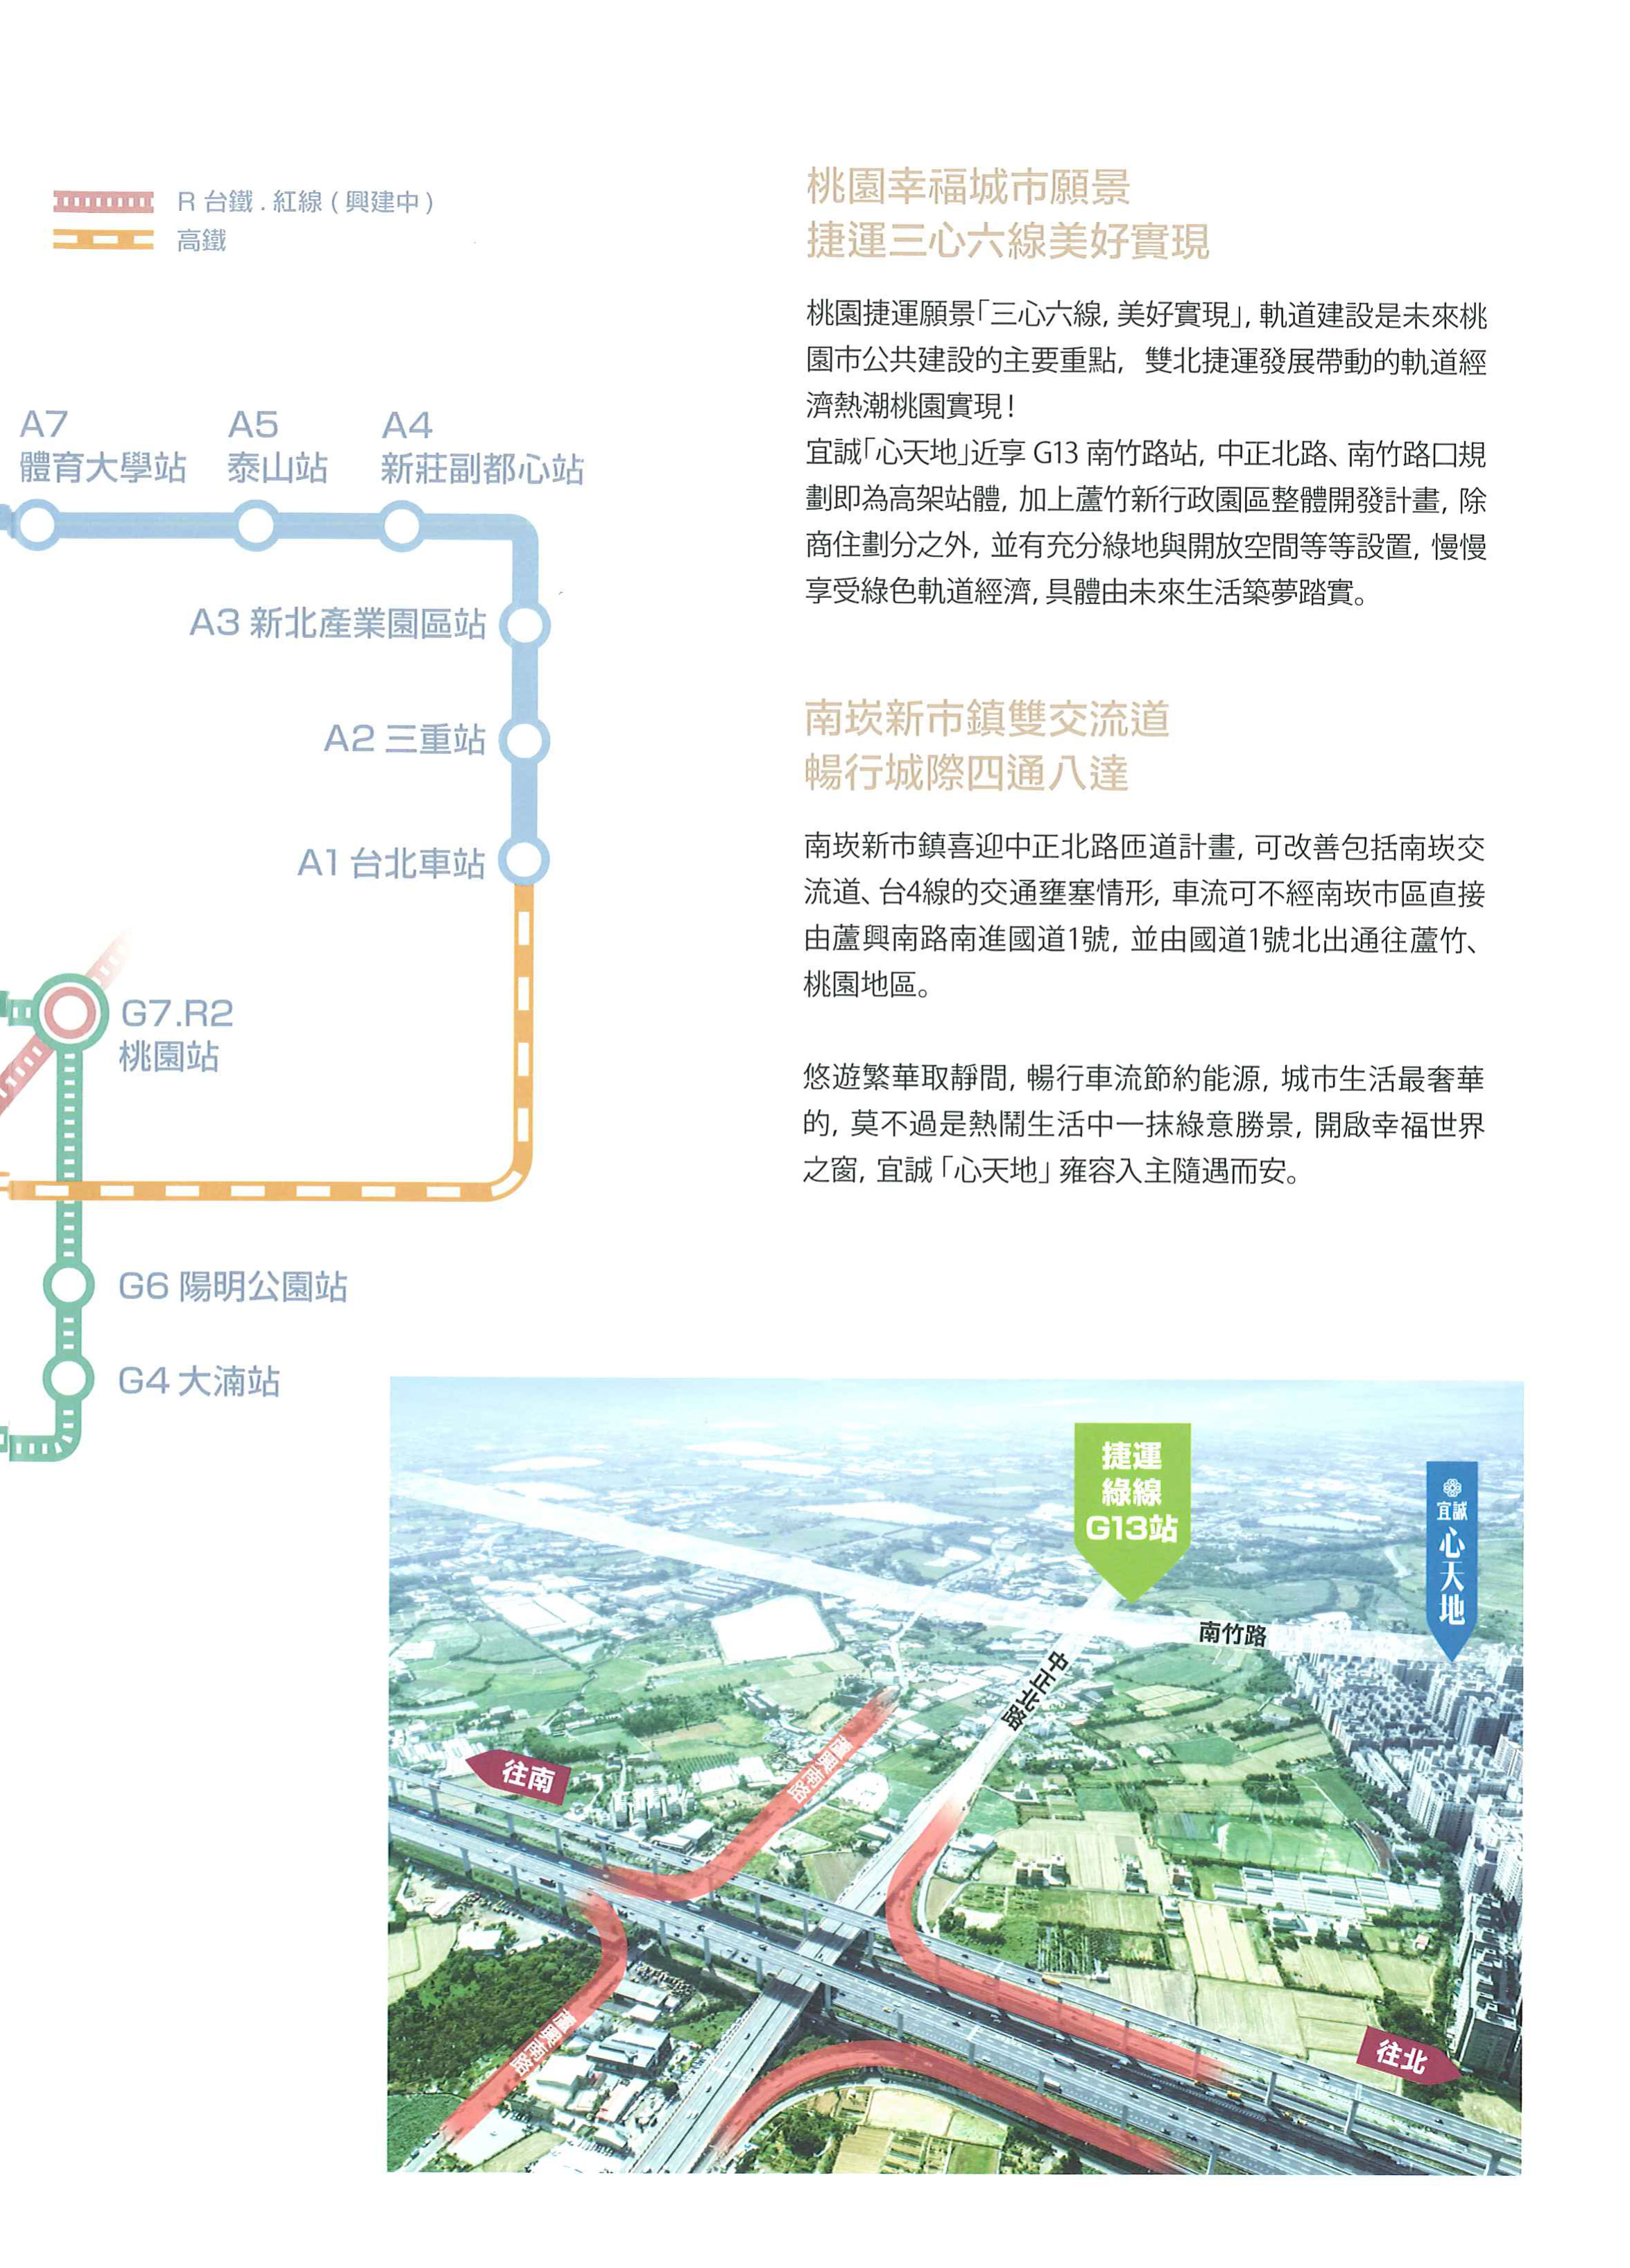 R 台鐵 . 紅線 ( 興建中 )
高鐵
A7
體育大學站
A5
泰山站
A4
新莊副都心站
A3 新北產業園區站
A2 三重站
A1 台北車站
G7.R2
桃園站
G6 陽明公園站
G4 大湳站
桃園幸福城市願景
捷運三心六線美好實現
桃園捷運願景「三心六線, 美好實現」, 軌道建設是未來桃
園市公共建設的主要重點, 雙北捷運發展帶動的軌道經
濟熱潮桃園實現!
宜誠「心天地」近享 G13 南竹路站, 中正北路、南竹路口規
劃即為高架站體, 加上蘆竹新行政園區整體開發計畫, 除
商住劃分之外, 並有充分綠地與開放空間等等設置, 慢慢
享受綠色軌道經濟, 具體由未來生活築夢踏實。
南崁新市鎮雙交流道
暢行城際四通八達
南崁新市鎮喜迎中正北路匝道計畫, 可改善包括南崁交
流道、台4線的交通壅塞情形, 車流可不經南崁市區直接
由蘆興南路南進國道1號, 並由國道1號北出通往蘆竹、
桃園地區。
悠遊繁華取靜間, 暢行車流節約能源, 城市生活最奢華
的, 莫不過是熱鬧生活中一抹綠意勝景, 開啟幸福世界
之窗, 宜誠「心天地」雍容入主隨遇而安。
捷運
綠線
G13站
宜誠
心天地
南竹路
中正北路
蘆興南路
往南
蘆興南路
往北